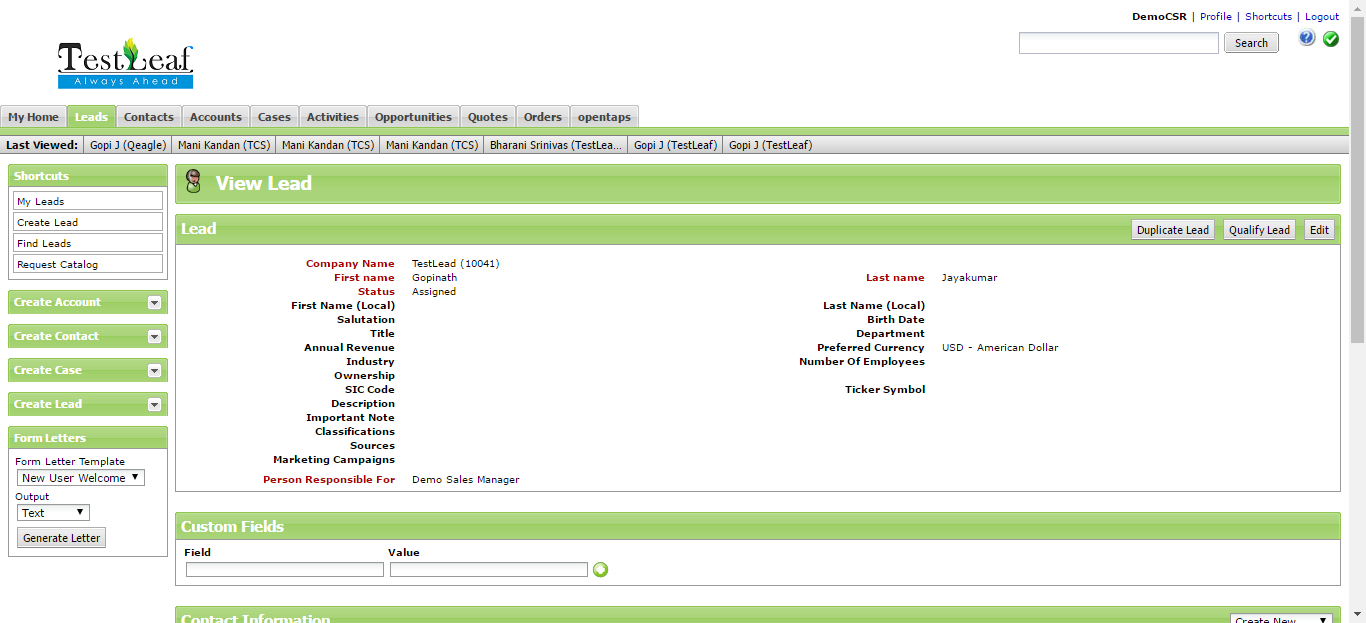 DemoCSR | Profile | Shortcuts | Logout
Search
TestLeaf
Always Ahead
My Home Leads Contacts Accounts Cases Activities Opportunities Quotes Orders opentaps
Last Viewed: Gopi J (Qeagle) Mani Kandan (TCS) Mani Kandan (TCS) Mani Kandan (TCS) Bharani Srinivas (TestLea... Gopi J (TestLeaf) Gopi J (TestLeaf)
Shortcuts
My Leads
Create Lead
Find Leads
Request Catalog
Create Account
Create Contact
Create Case
Create Lead
Form Letters
Form Letter Template
New User Welcome
Output
Text
Generate Letter
View Lead
Lead Duplicate Lead Qualify Lead Edit
Company Name TestLead (10041)
First name Gopinath Last name Jayakumar
Status Assigned
First Name (Local) Last Name (Local)
Salutation Birth Date
Title Department
Annual Revenue Preferred Currency USD - American Dollar
Industry Number Of Employees
Ownership
SIC Code Ticker Symbol
Description
Important Note
Classifications
Sources
Marketing Campaigns
Person Responsible For Demo Sales Manager
Custom Fields
Field Value
Contact Information Create New